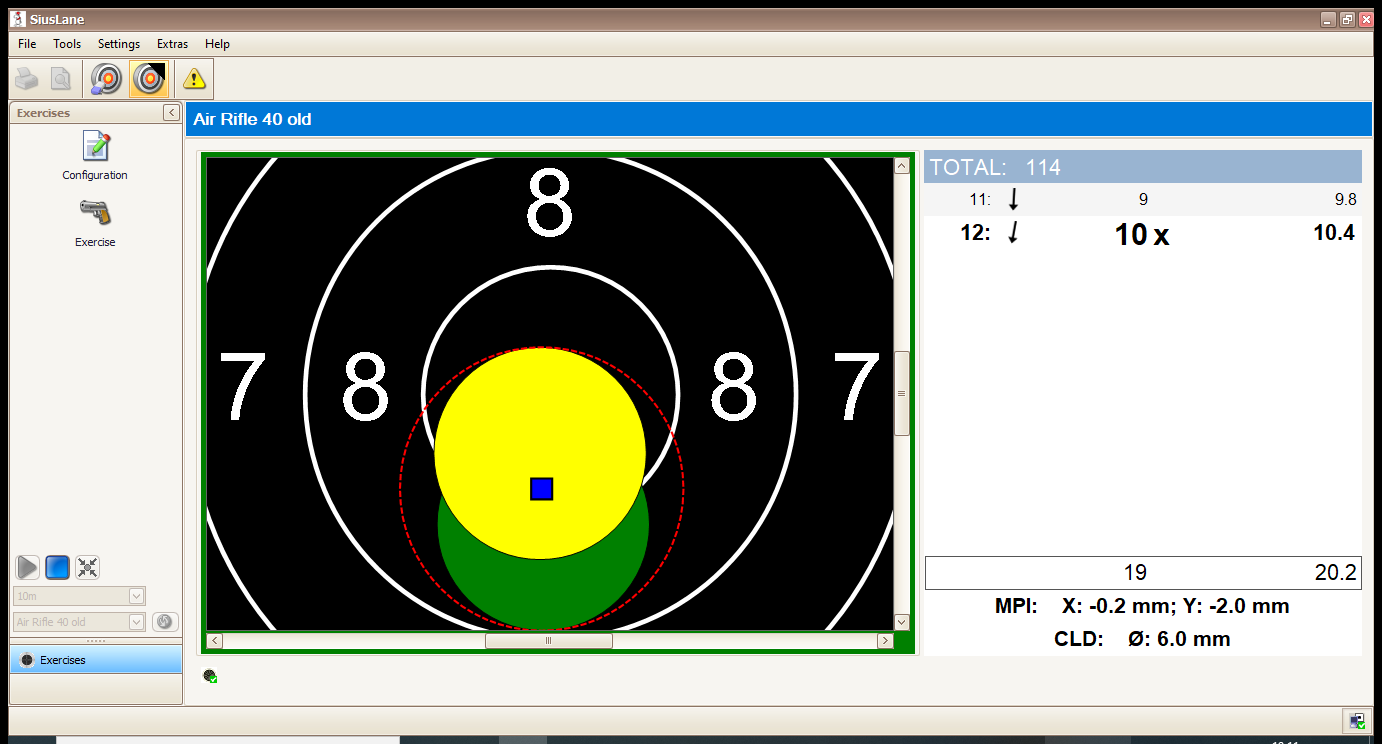 SiusLane
File Tools Settings Extras Help
Exercises
Configuration
Exercise
10m
Air Rifle 40 old
Exercises
Air Rifle 40 old
8
7 8 8 7
TOTAL: 114
11: 9 9.8
12: 10 x 10.4
19 20.2
MPI: X: -0.2 mm; Y: -2.0 mm
CLD: Ø: 6.0 mm